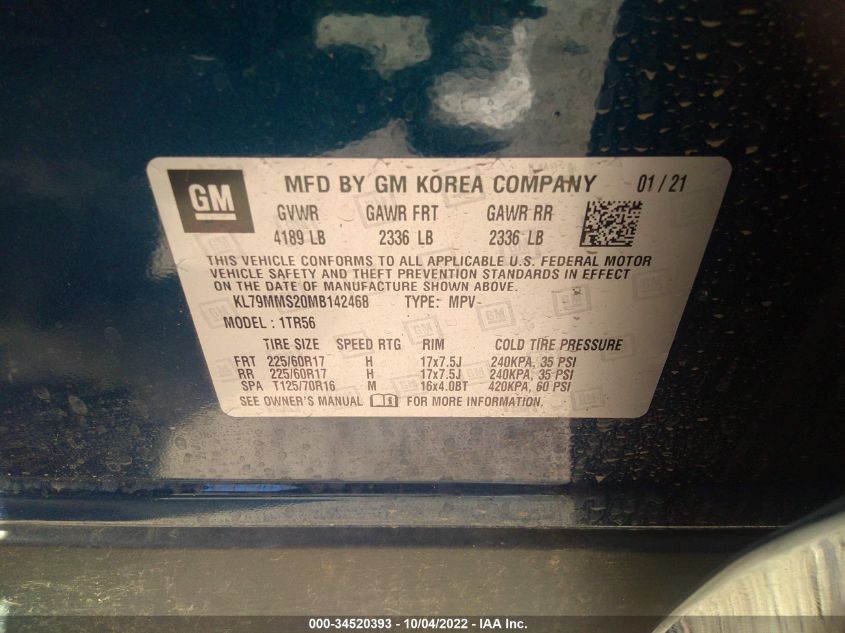 GM MFD BY GM KOREA COMPANY 01 / 21
GVWR GAWR FRT GAWR RR
4189 LB 2336 LB 2336 LB
THIS VEHICLE CONFORMS TO ALL APPLICABLE U.S. FEDERAL MOTOR
VEHICLE SAFETY AND THEFT PREVENTION STANDARDS IN EFFECT
ON THE DATE OF MANUFACTURE SHOWN ABOVE.
KL79MMS20MB142468 TYPE: MPV
MODEL : 1TR56
TIRE SIZE SPEED RTG RIM COLD TIRE PRESSURE
FRT 225/60R17 H 17x7.5J 240KPA, 35 PSI
RR 225/60R17 H 17x7.5J 240KPA, 35 PSI
SPA T125/70R16 M 16x4.0BT 420KPA, 60 PSI
SEE OWNER'S MANUAL FOR MORE INFORMATION.
000-34520393 - 10/04/2022 - IAA Inc.